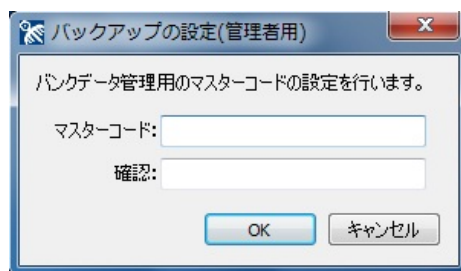 バックアップの設定(管理者用)
バンクデータ管理用のマスターコードの設定を行います。
マスターコード:
確認:
OK
キャンセル